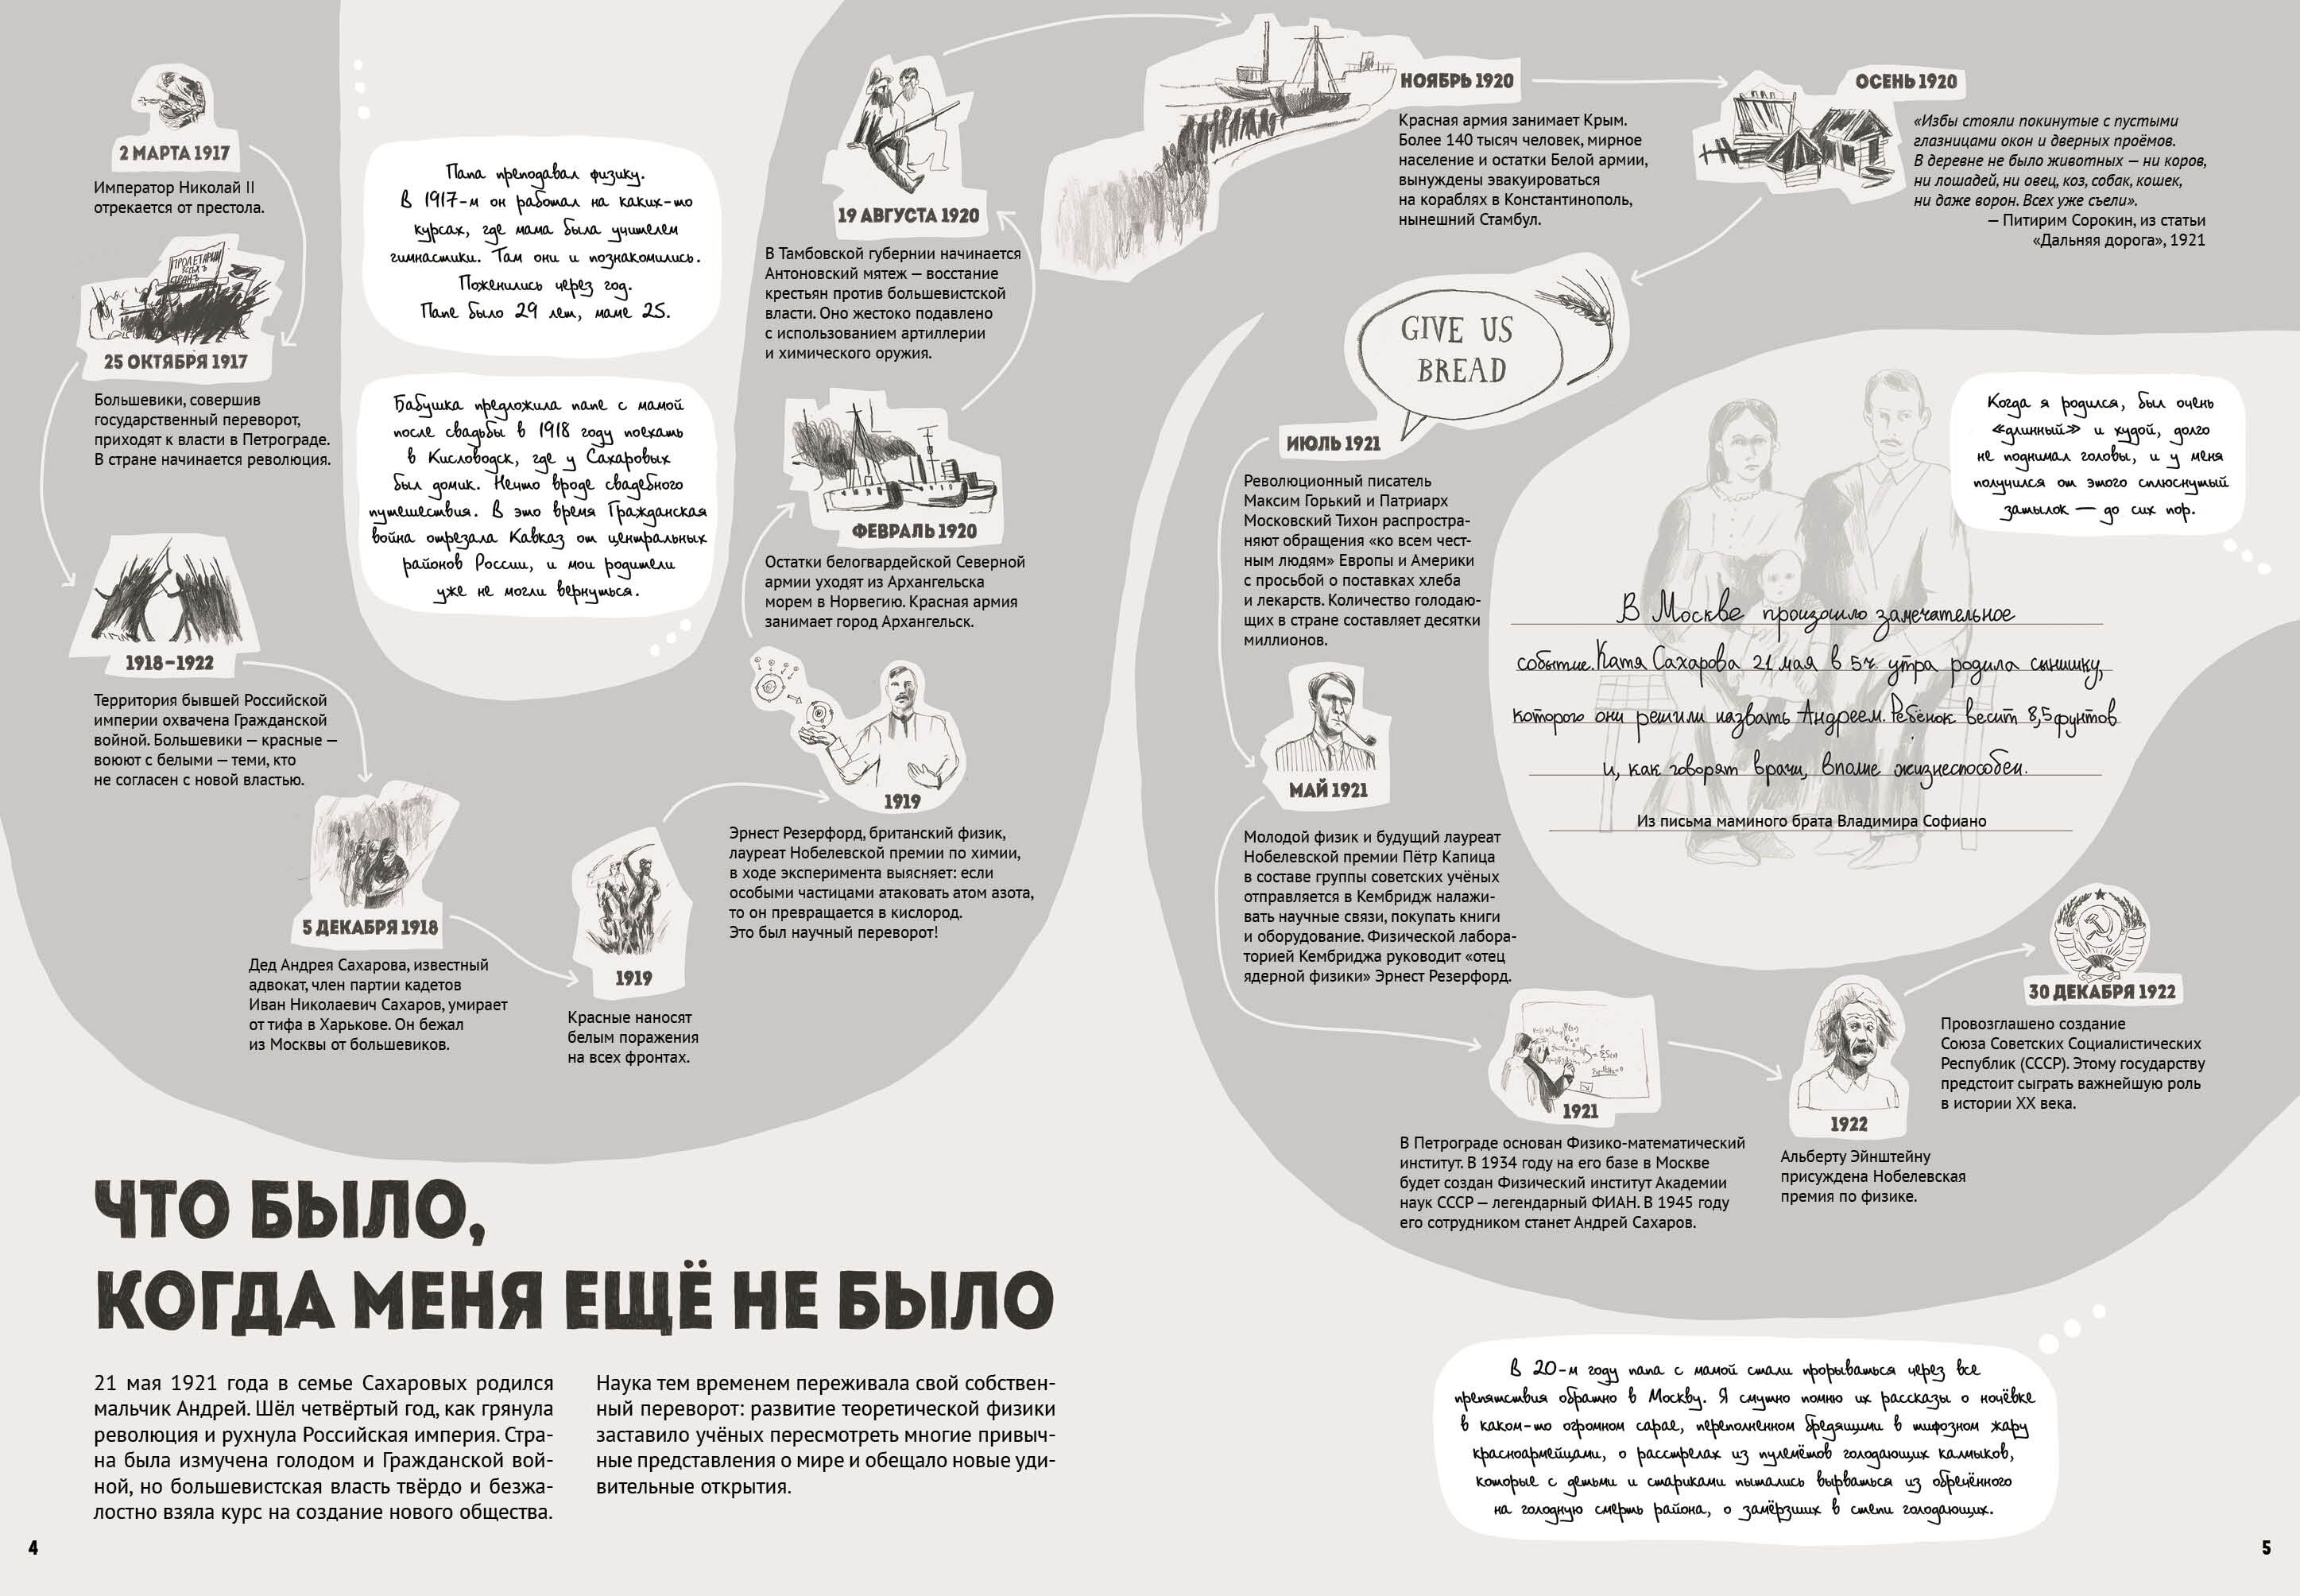 2 МАРТА 1917
Император Николай II
отрекается от престола.
ПРОЛЕТАРИИ
ВСЕХЪ
СТРАНЪ
25 ОКТЯБРЯ 1917
Большевики, совершив
государственный переворот,
приходят к власти в Петрограде.
В стране начинается революция.
1918–1922
Территория бывшей Российской
империи охвачена Гражданской
войной. Большевики — красные —
воюют с белыми — теми, кто
не согласен с новой властью.
5 ДЕКАБРЯ 1918
Дед Андрея Сахарова, известный
адвокат, член партии кадетов
Иван Николаевич Сахаров, умирает
от тифа в Харькове. Он бежал
из Москвы от большевиков.
1919
Красные наносят
белым поражения
на всех фронтах.
Папа преподавал физику.
В 1917-м он работал на каких-то
курсах, где мама была учителем
гимнастики. Там они и познакомились.
Поженились через год.
Папе было 29 лет, маме 25.
Бабушка предложила папе с мамой
после свадьбы в 1918 году поехать
в Кисловодск, где у Сахаровых
был домик. Нечто вроде свадебного
путешествия. В это время Гражданская
война отрезала Кавказ от центральных
районов России, и мои родители
уже не могли вернуться.
1919
Эрнест Резерфорд, британский физик,
лауреат Нобелевской премии по химии,
в ходе эксперимента выясняет: если
особыми частицами атаковать атом азота,
то он превращается в кислород.
Это был научный переворот!
ФЕВРАЛЬ 1920
Остатки белогвардейской Северной
армии уходят из Архангельска
морем в Норвегию. Красная армия
занимает город Архангельск.
19 АВГУСТА 1920
В Тамбовской губернии начинается
Антоновский мятеж — восстание
крестьян против большевистской
власти. Оно жестоко подавлено
с использованием артиллерии
и химического оружия.
НОЯБРЬ 1920
Красная армия занимает Крым.
Более 140 тысяч человек, мирное
население и остатки Белой армии,
вынуждены эвакуироваться
на кораблях в Константинополь,
нынешний Стамбул.
ОСЕНЬ 1920
«Избы стояли покинутые с пустыми
глазницами окон и дверных проёмов.
В деревне не было животных — ни коров,
ни лошадей, ни овец, коз, собак, кошек,
ни даже ворон. Всех уже съели».
— Питирим Сорокин, из статьи
«Дальняя дорога», 1921
GIVE US
BREAD
ИЮЛЬ 1921
Революционный писатель
Максим Горький и Патриарх
Московский Тихон распростра-
няют обращения «ко всем чест-
ным людям» Европы и Америки
с просьбой о поставках хлеба
и лекарств. Количество голодаю-
щих в стране составляет десятки
миллионов.
МАЙ 1921
Молодой физик и будущий лауреат
Нобелевской премии Пётр Капица
в составе группы советских учёных
отправляется в Кембридж налажи-
вать научные связи, покупать книги
и оборудование. Физической лабора-
торией Кембриджа руководит «отец
ядерной физики» Эрнест Резерфорд.
Когда я родился, был очень
«длинный» и худой, долго
не поднимал головы, и у меня
получился от этого сплюснутый
затылок — до сих пор.
В Москве произошло замечательное
событие. Катя Сахарова 21 мая в 5 ч. утра родила сынишку,
которого они решили назвать Андреем. Ребёнок весит 8,5 фунтов
и, как говорят врачи, вполне жизнеспособен.
Из письма маминого брата Владимира Софиано
1921
В Петрограде основан Физико-математический
институт. В 1934 году на его базе в Москве
будет создан Физический институт Академии
наук СССР — легендарный ФИАН. В 1945 году
его сотрудником станет Андрей Сахаров.
1922
Альберту Эйнштейну
присуждена Нобелевская
премия по физике.
30 ДЕКАБРЯ 1922
Провозглашено создание
Союза Советских Социалистических
Республик (СССР). Этому государству
предстоит сыграть важнейшую роль
в истории XX века.
ЧТО БЫЛО,
КОГДА МЕНЯ ЕЩЁ НЕ БЫЛО
21 мая 1921 года в семье Сахаровых родился
мальчик Андрей. Шёл четвёртый год, как грянула
революция и рухнула Российская империя. Стра-
на была измучена голодом и Гражданской вой-
ной, но большевистская власть твёрдо и безжа-
лостно взяла курс на создание нового общества.
Наука тем временем переживала свой собствен-
ный переворот: развитие теоретической физики
заставило учёных пересмотреть многие привыч-
ные представления о мире и обещало новые уди-
вительные открытия.
В 20-м году папа с мамой стали прорываться через все
препятствия обратно в Москву. Я смутно помню их рассказы о ночёвке
в каком-то огромном сарае, переполненном бредящими в тифозном жару
красноармейцами, о расстрелах из пулемётов голодающих калмыков,
которые с детьми и стариками пытались вырваться из обречённого
на голодную смерть района, о замёрзших в степи голодающих.
4
5